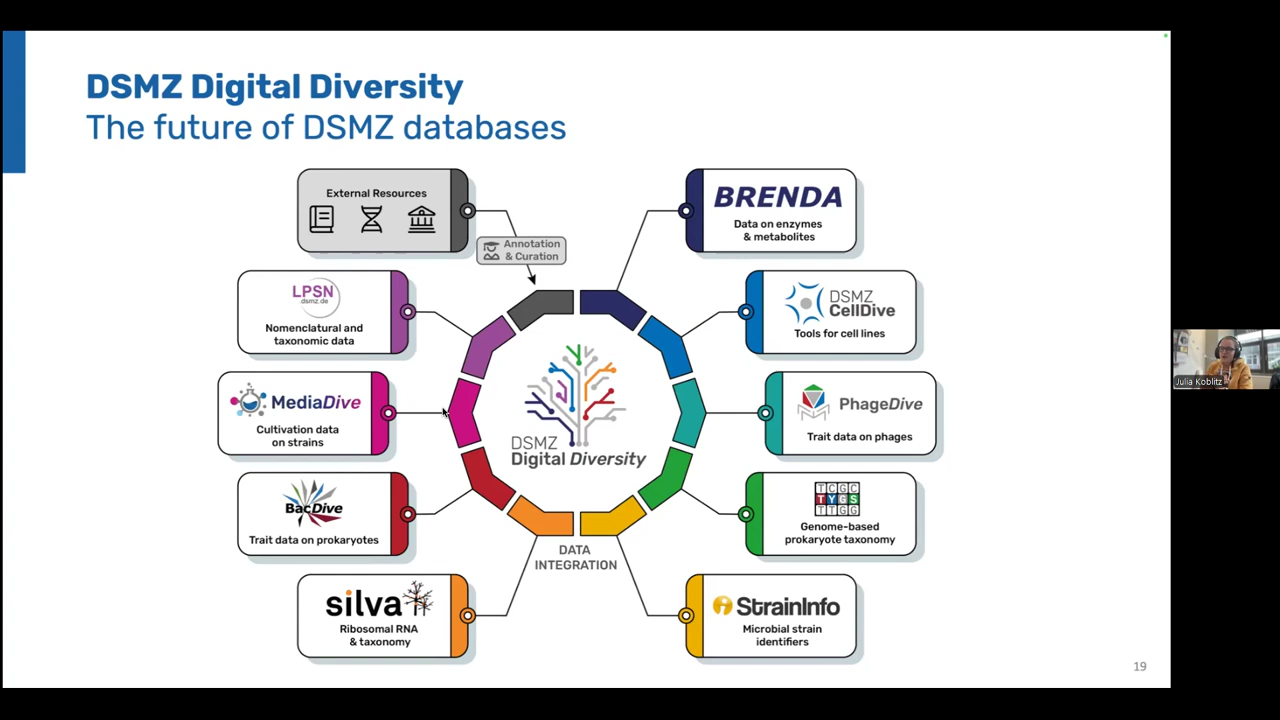 DSMZ Digital Diversity
The future of DSMZ databases
External Resources
Annotation
& Curation
BRENDA
Data on enzymes
& metabolites
LPSN
.dsmz.de
Nomenclatural and
taxonomic data
DSMZ
CellDive
Tools for cell lines
MediaDive
Cultivation data
on strains
DSMZ
Digital Diversity
PhageDive
Trait data on phages
BacDive
Trait data on prokaryotes
TCGC
TYGS
TTGG
Genome-based
prokaryote taxonomy
DATA
INTEGRATION
silva
Ribosomal RNA
& taxonomy
i StrainInfo
Microbial strain
identifiers
19
Julia Koblitz